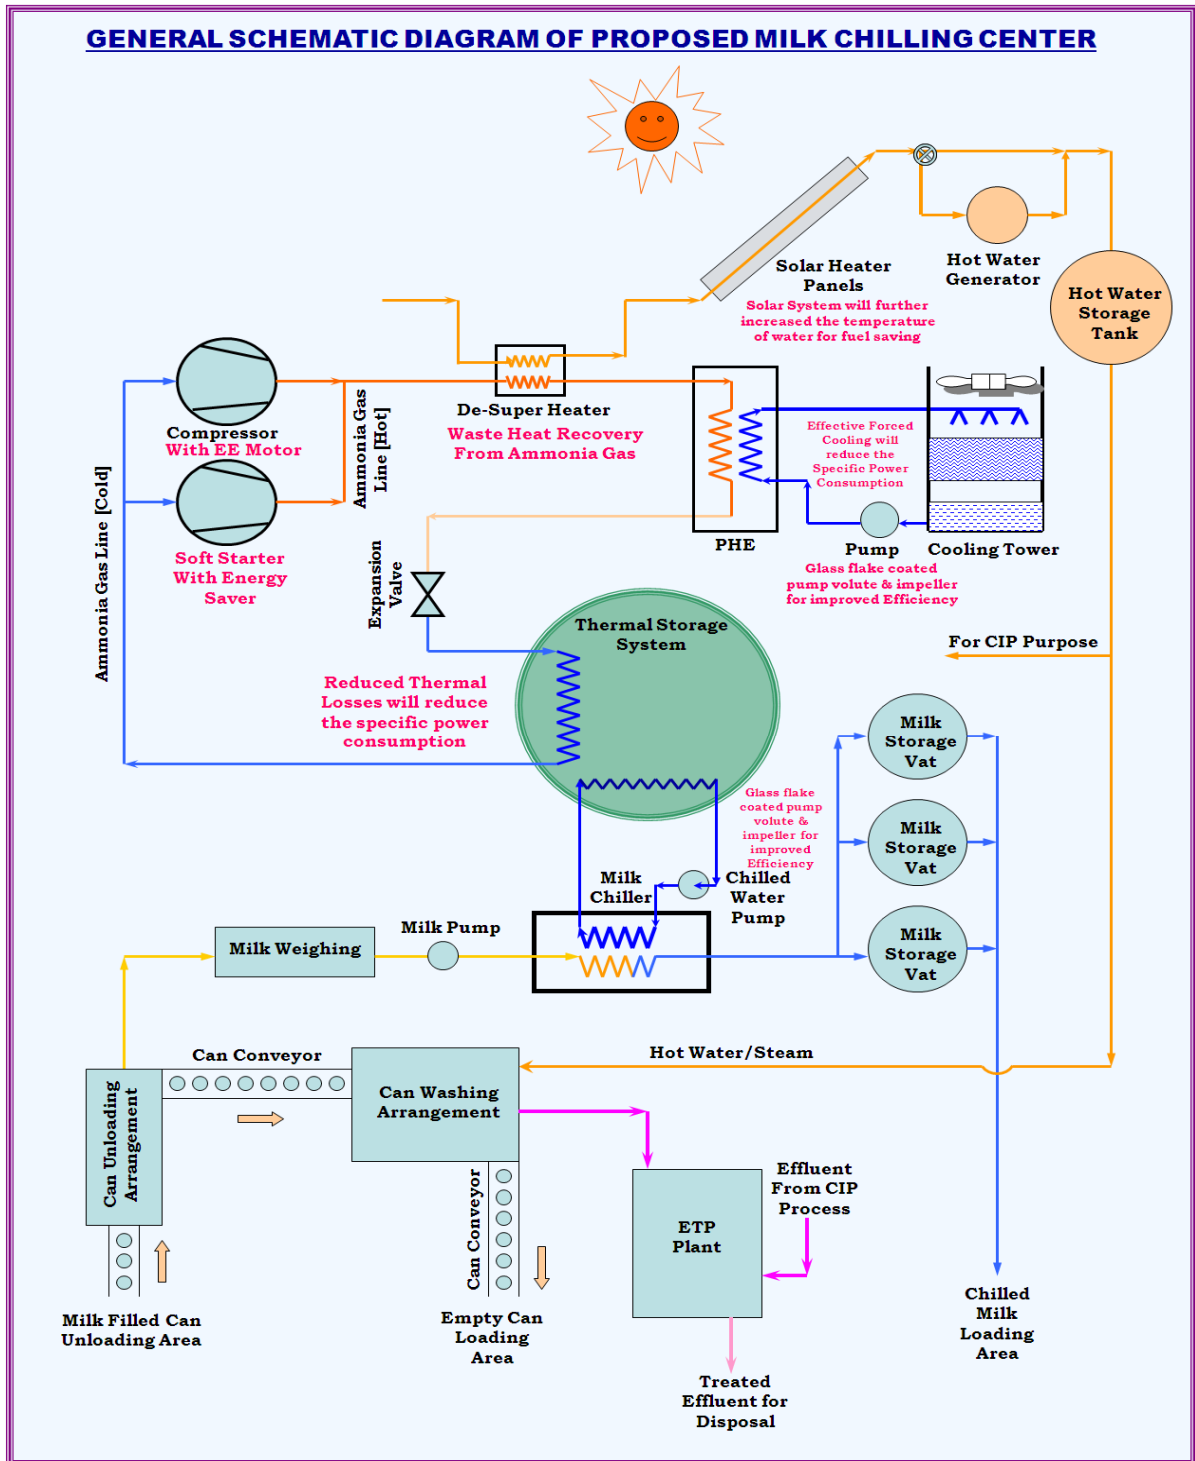 GENERAL SCHEMATIC DIAGRAM OF PROPOSED MILK CHILLING CENTER
Solar Heater
Panels
Solar System will further
increased the temperature
of water for fuel saving
Hot Water
Generator
Hot Water
Storage
Tank
De-Super Heater
Waste Heat Recovery
From Ammonia Gas
Compressor
With EE Motor
Soft Starter
With Energy
Saver
Ammonia Gas
Line [Hot]
Ammonia Gas Line [Cold]
Effective Forced
Cooling will
reduce the
Specific Power
Consumption
PHE
Pump
Cooling Tower
Glass flake coated
pump volute & impeller
for improved Efficiency
Expansion
Valve
Thermal Storage
System
For CIP Purpose
Reduced Thermal
Losses will reduce
the specific power
consumption
Milk
Storage
Vat
Glass flake
coated pump
volute &
impeller for
improved
Efficiency
Milk
Storage
Vat
Milk
Chiller
Chilled
Water
Pump
Milk
Storage
Vat
Milk Weighing
Milk Pump
Can Conveyor
Hot Water/Steam
Can Unloading
Arrangement
Can Washing
Arrangement
Can Conveyor
ETP
Plant
Effluent
From CIP
Process
Milk Filled Can
Unloading Area
Empty Can
Loading
Area
Chilled
Milk
Loading
Area
Treated
Effluent for
Disposal